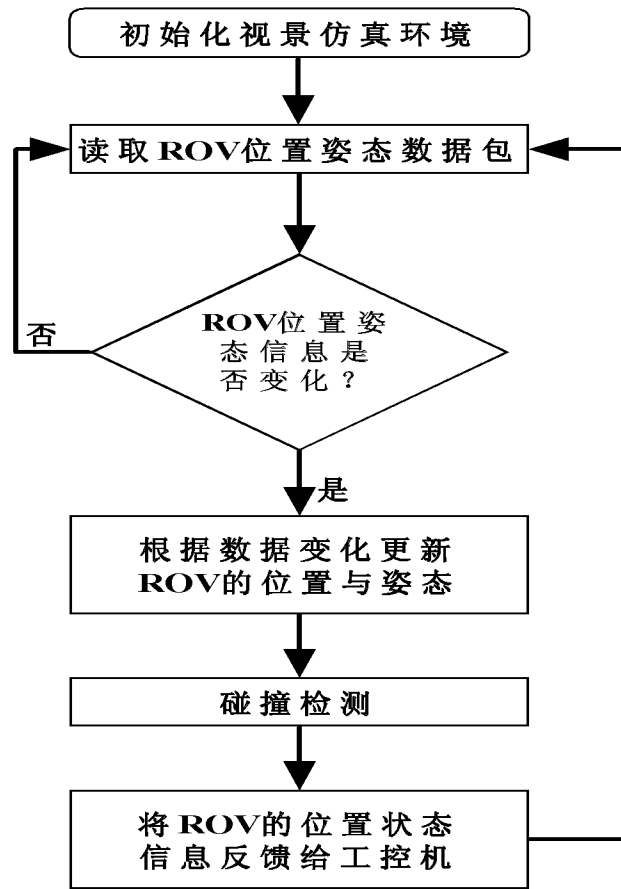 初始化视景仿真环境
读取ROV位置姿态数据包
ROV位置姿
态信息是
否变化？
否
是
根据数据变化更新
ROV的位置与姿态
碰撞检测
将ROV的位置状态
信息反馈给工控机